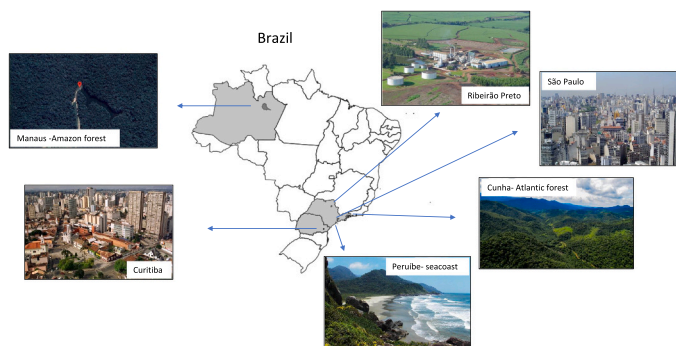 Brazil
Ribeirão Preto
São Paulo
Manaus -Amazon forest
Cunha- Atlantic forest
Curitiba
Peruibe- seacoast